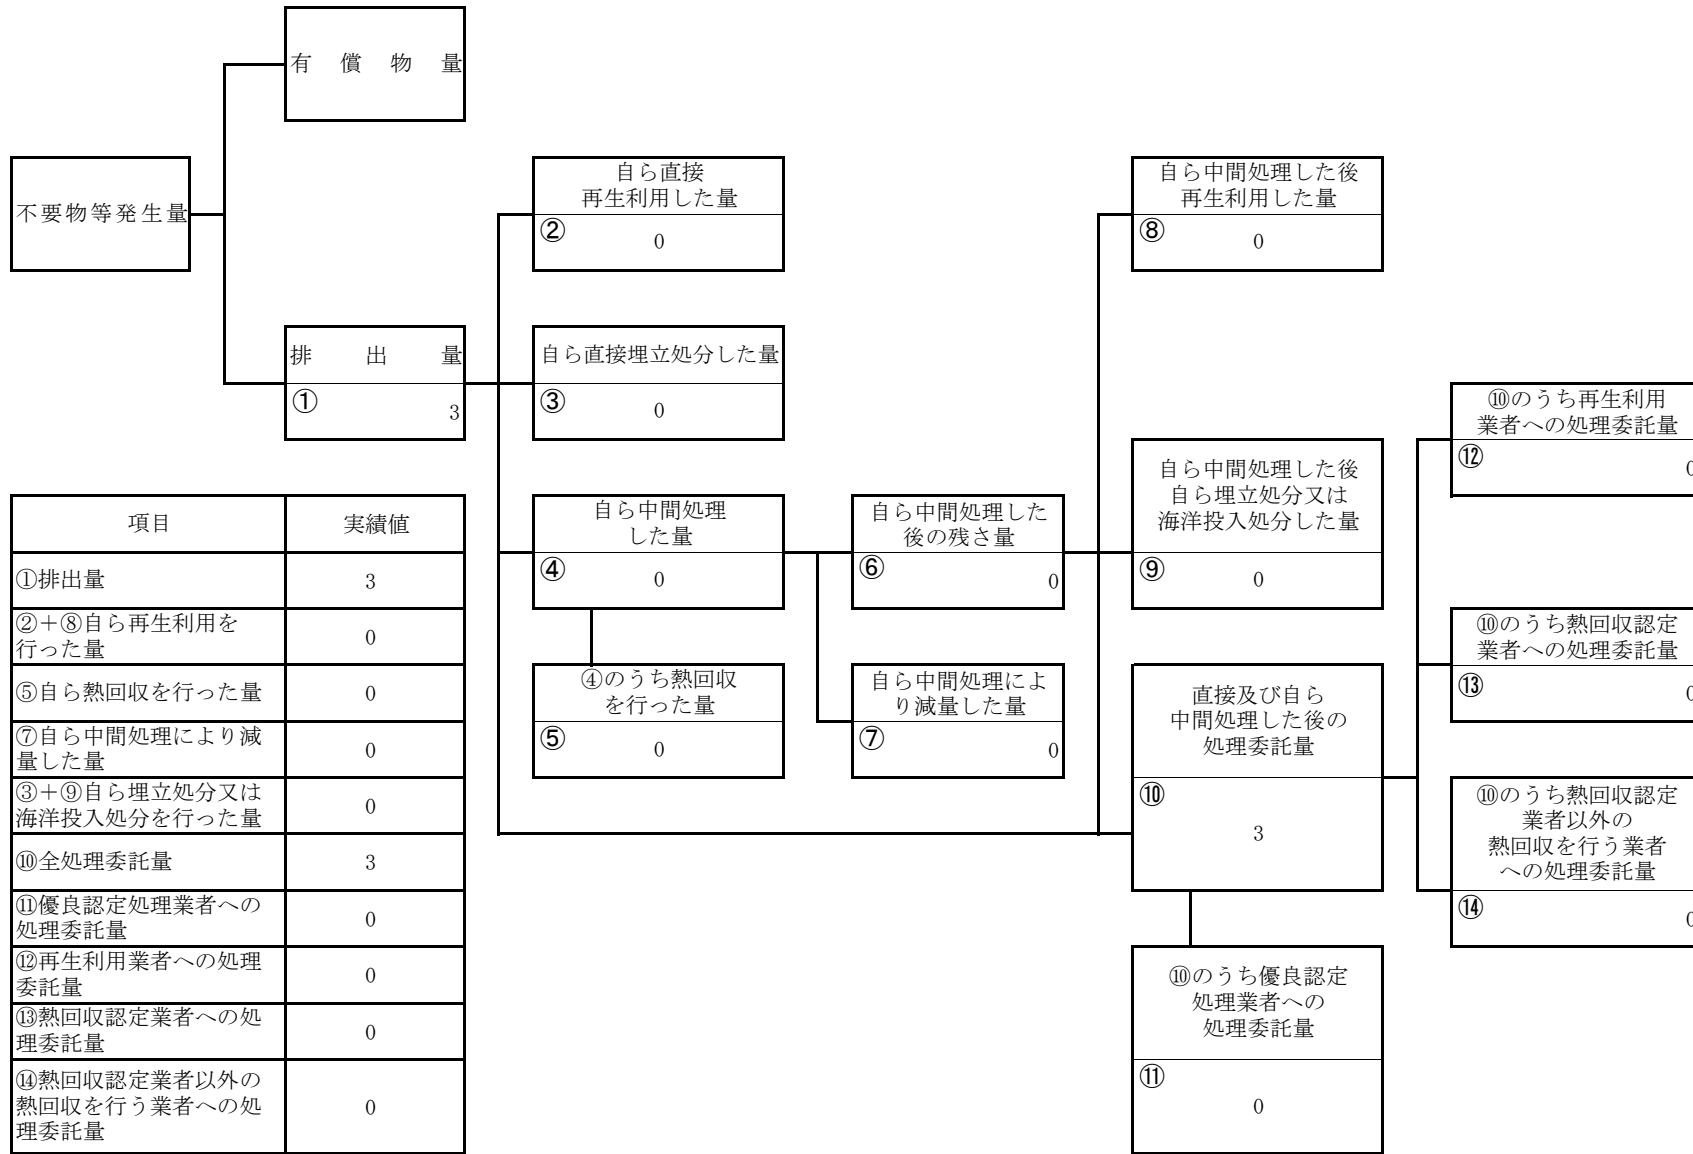 有償物量
不要物等発生量
排出量
①
3
自ら直接
再生利用した量
②
0
自ら直接埋立処分した量
③
0
自ら中間処理
した量
④
0
④のうち熱回収
を行った量
⑤
0
自ら中間処理した
後の残さ量
⑥
0
自ら中間処理によ
り減量した量
⑦
0
自ら中間処理した後
再生利用した量
⑧
0
自ら中間処理した後
自ら埋立処分又は
海洋投入処分した量
⑨
0
直接及び自ら
中間処理した後の
処理委託量
⑩
3
⑩のうち優良認定
処理業者への
処理委託量
⑪
0
⑩のうち再生利用
業者への処理委託量
⑫
0
⑩のうち熱回収認定
業者への処理委託量
⑬
0
⑩のうち熱回収認定
業者以外の
熱回収を行う業者
への処理委託量
⑭
0
項目 実績値
①排出量 3
②＋⑧自ら再生利用を
行った量 0
⑤自ら熱回収を行った量 0
⑦自ら中間処理により減
量した量 0
③＋⑨自ら埋立処分又は
海洋投入処分を行った量 0
⑩全処理委託量 3
⑪優良認定処理業者への
処理委託量 0
⑫再生利用業者への処理
委託量 0
⑬熱回収認定業者への処
理委託量 0
⑭熱回収認定業者以外の
熱回収を行う業者への処
理委託量 0